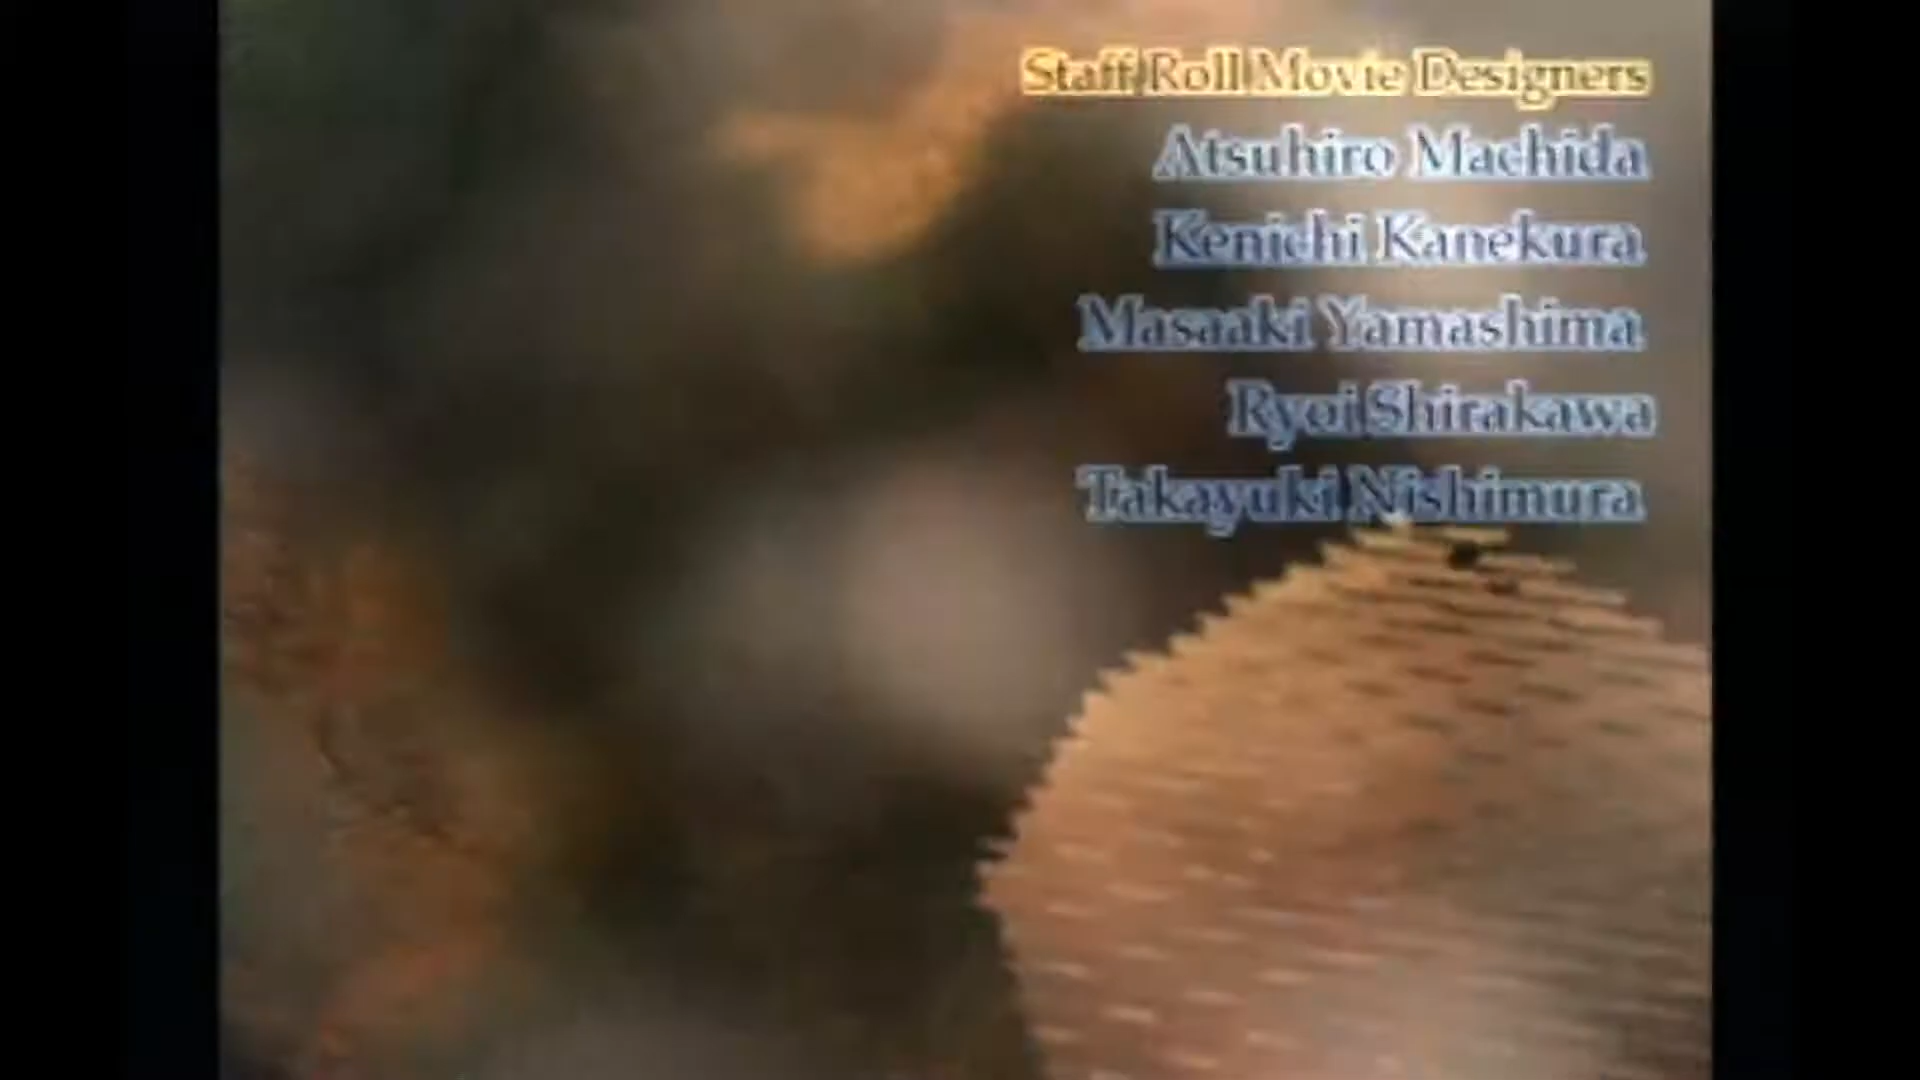 Staff Roll Movie Designers
Atsuhiro Machida
Kenichi Kanekura
Masaaki Yamashima
Ryoi Shirakawa
Takayuki Nishimura